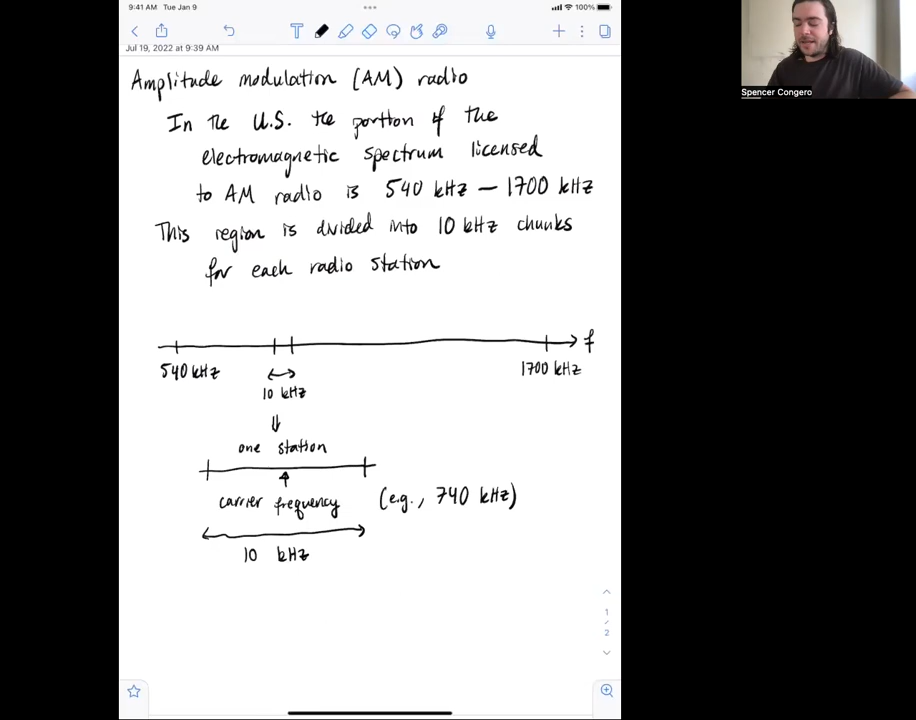 9:41 AM Tue Jan 9
100%
Jul 19, 2022 at 9:39 AM
Spencer Congero
Amplitude modulation (AM) radio
In the U.S. the portion of the
electromagnetic spectrum licensed
to AM radio is 540 kHz – 1700 kHz
This region is divided into 10 kHz chunks
for each radio station
f
540 kHz
1700 kHz
10 kHz
one station
carrier frequency (e.g., 740 kHz)
10 kHz
1
/
2